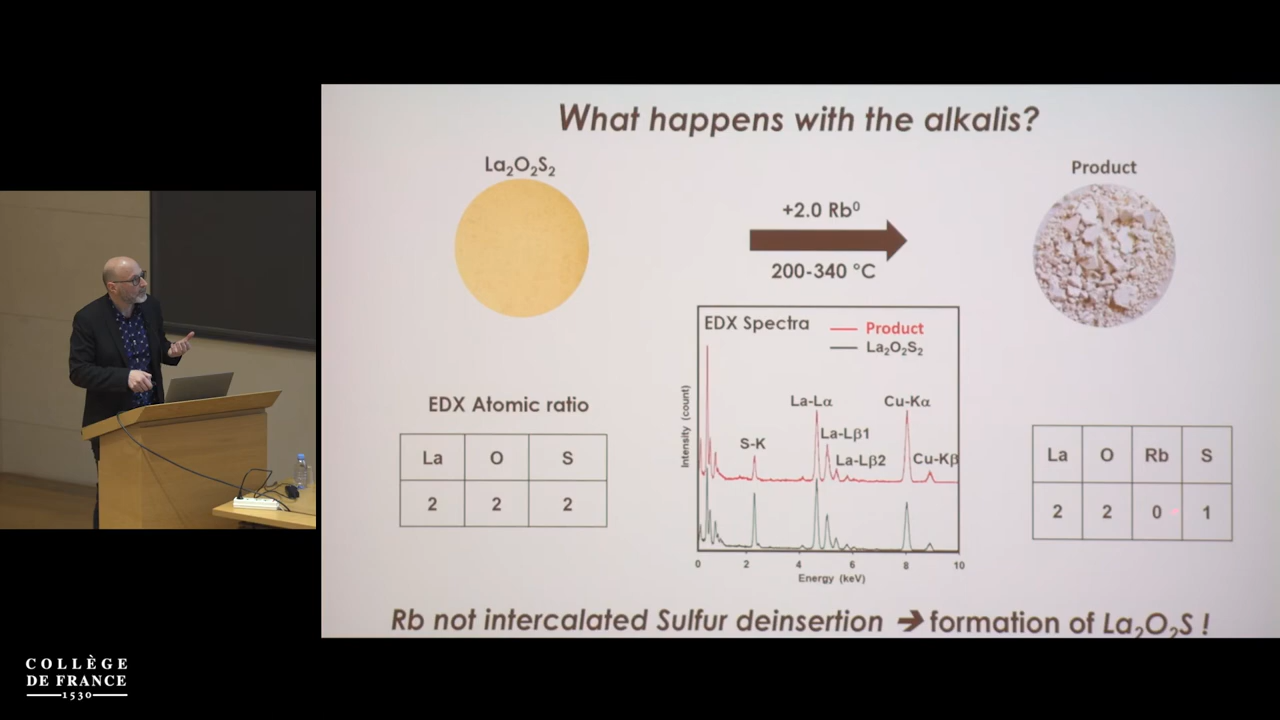 What happens with the alkalis?
La₂O₂S₂
Product
+2.0 Rb⁰
200-340 °C
EDX Spectra
Product
La₂O₂S₂
Intensity (count)
La-Lα
Cu-Kα
S-K
La-Lβ1
La-Lβ2
Cu-Kβ
0 2 4 6 8 10
Energy (keV)
EDX Atomic ratio
La O S
2 2 2
La O Rb S
2 2 0 1
Rb not intercalated Sulfur deinsertion ➔ formation of La₂O₂S !
COLLÈGE
DE FRANCE
1530